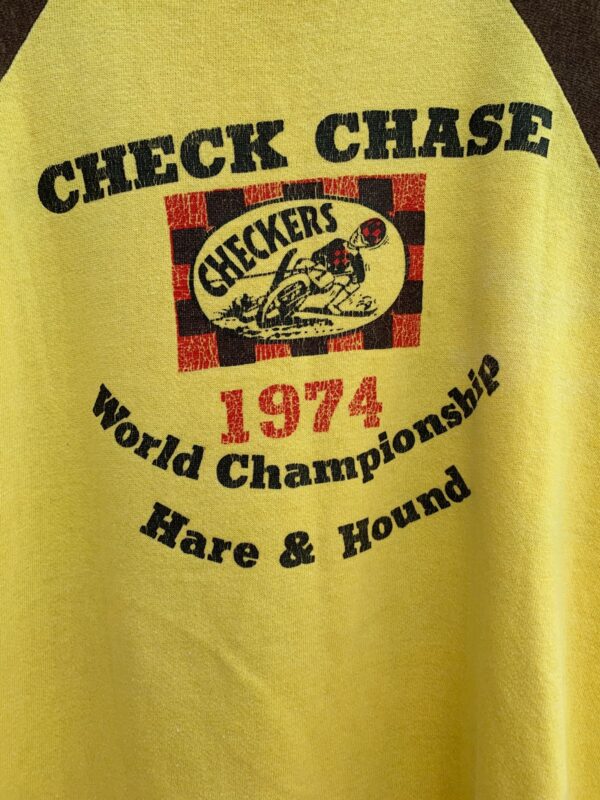 CHECK CHASE
CHECKERS
1974
World Championship
Hare & Hound